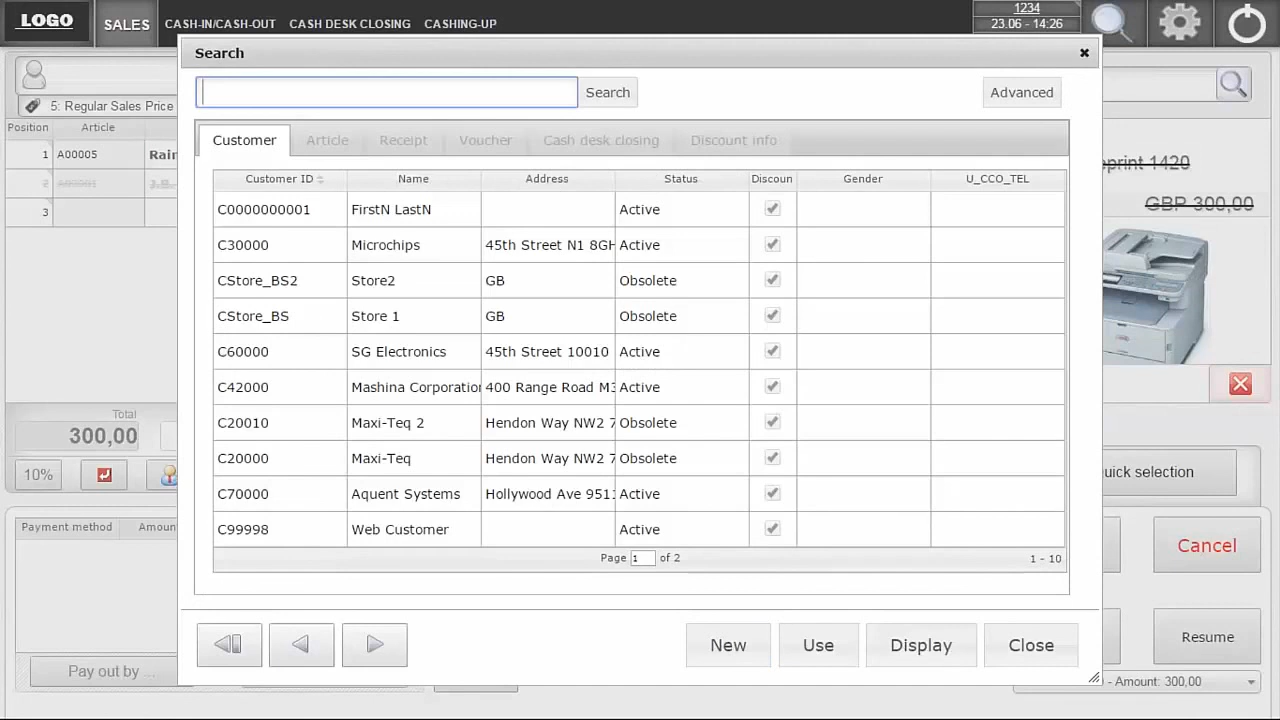 LOGO SALES CASH-IN/CASH-OUT CASH DESK CLOSING CASHING-UP
1234
23.06 - 14:26
Search
Search
Advanced
5: Regular Sales Price
Position Article
1 A00005 Rain
2 A00001 J.B.
3
Customer Article Receipt Voucher Cash desk closing Discount info
Customer ID Name Address Status Discoun Gender U_CCO_TEL
C0000000001 FirstN LastN Active
C30000 Microchips 45th Street N1 8GH Active
CStore_BS2 Store2 GB Obsolete
CStore_BS Store 1 GB Obsolete
C60000 SG Electronics 45th Street 10010 Active
C42000 Mashina Corporation 400 Range Road M3 Active
C20010 Maxi-Teq 2 Hendon Way NW2 7 Obsolete
C20000 Maxi-Teq Hendon Way NW2 7 Obsolete
C70000 Aquent Systems Hollywood Ave 9511 Active
C99998 Web Customer Active
Page 1 of 2
1 - 10
New Use Display Close
eprint 1420
GBP 300,00
Total
300,00
10%
Payment method Amoun
Pay out by ...
uick selection
Cancel
Resume
- Amount: 300,00